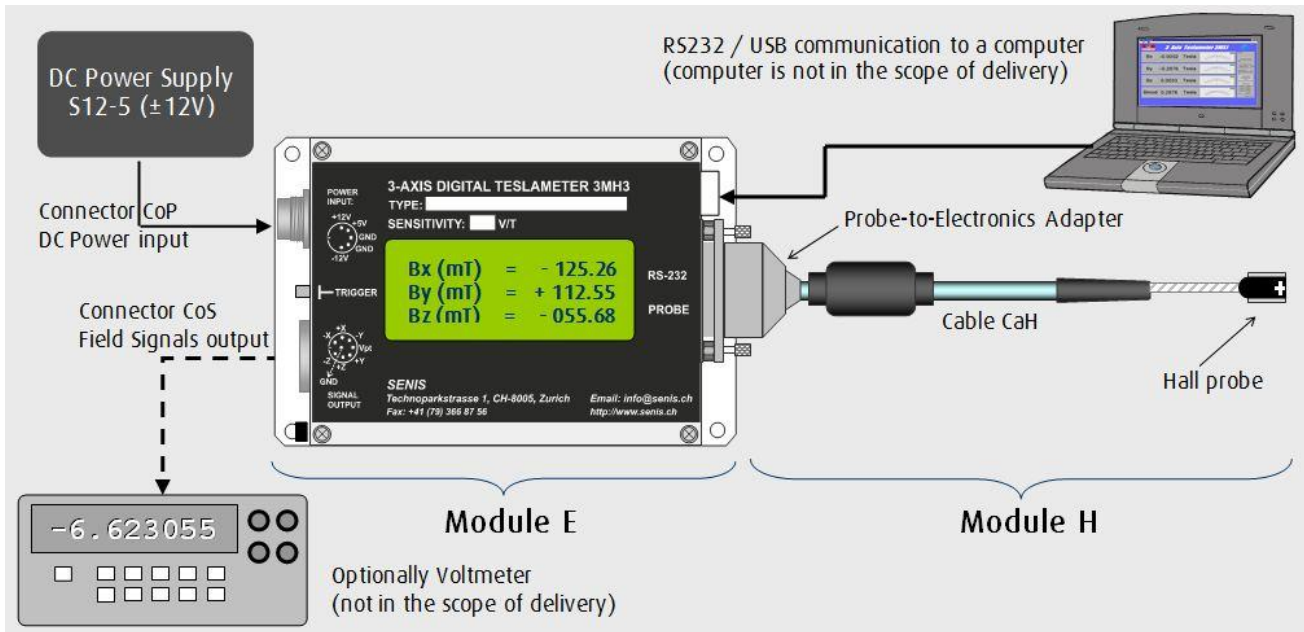 DC Power Supply
S12-5 (±12V)
RS232 / USB communication to a computer
(computer is not in the scope of delivery)
3 Axis Teslameter 3MH3
Connector CoP
DC Power input
POWER
INPUT:
+12V
+5V
GND
GND
-12V
3-AXIS DIGITAL TESLAMETER 3MH3
TYPE:
SENSITIVITY: V/T
Bx (mT) = - 125.26
By (mT) = + 112.55
Bz (mT) = - 055.68
RS-232
PROBE
TRIGGER
Probe-to-Electronics Adapter
Cable CaH
Hall probe
Connector CoS
Field Signals output
+X
-X
-Y
Vpt
-Z
+Y
+Z
GND
SIGNAL
OUTPUT
SENIS
Technoparkstrasse 1, CH-8005, Zurich Email: info@senis.ch
Fax: +41 (79) 366 87 56 http://www.senis.ch
Module E
Module H
-6.623055
Optionally Voltmeter
(not in the scope of delivery)